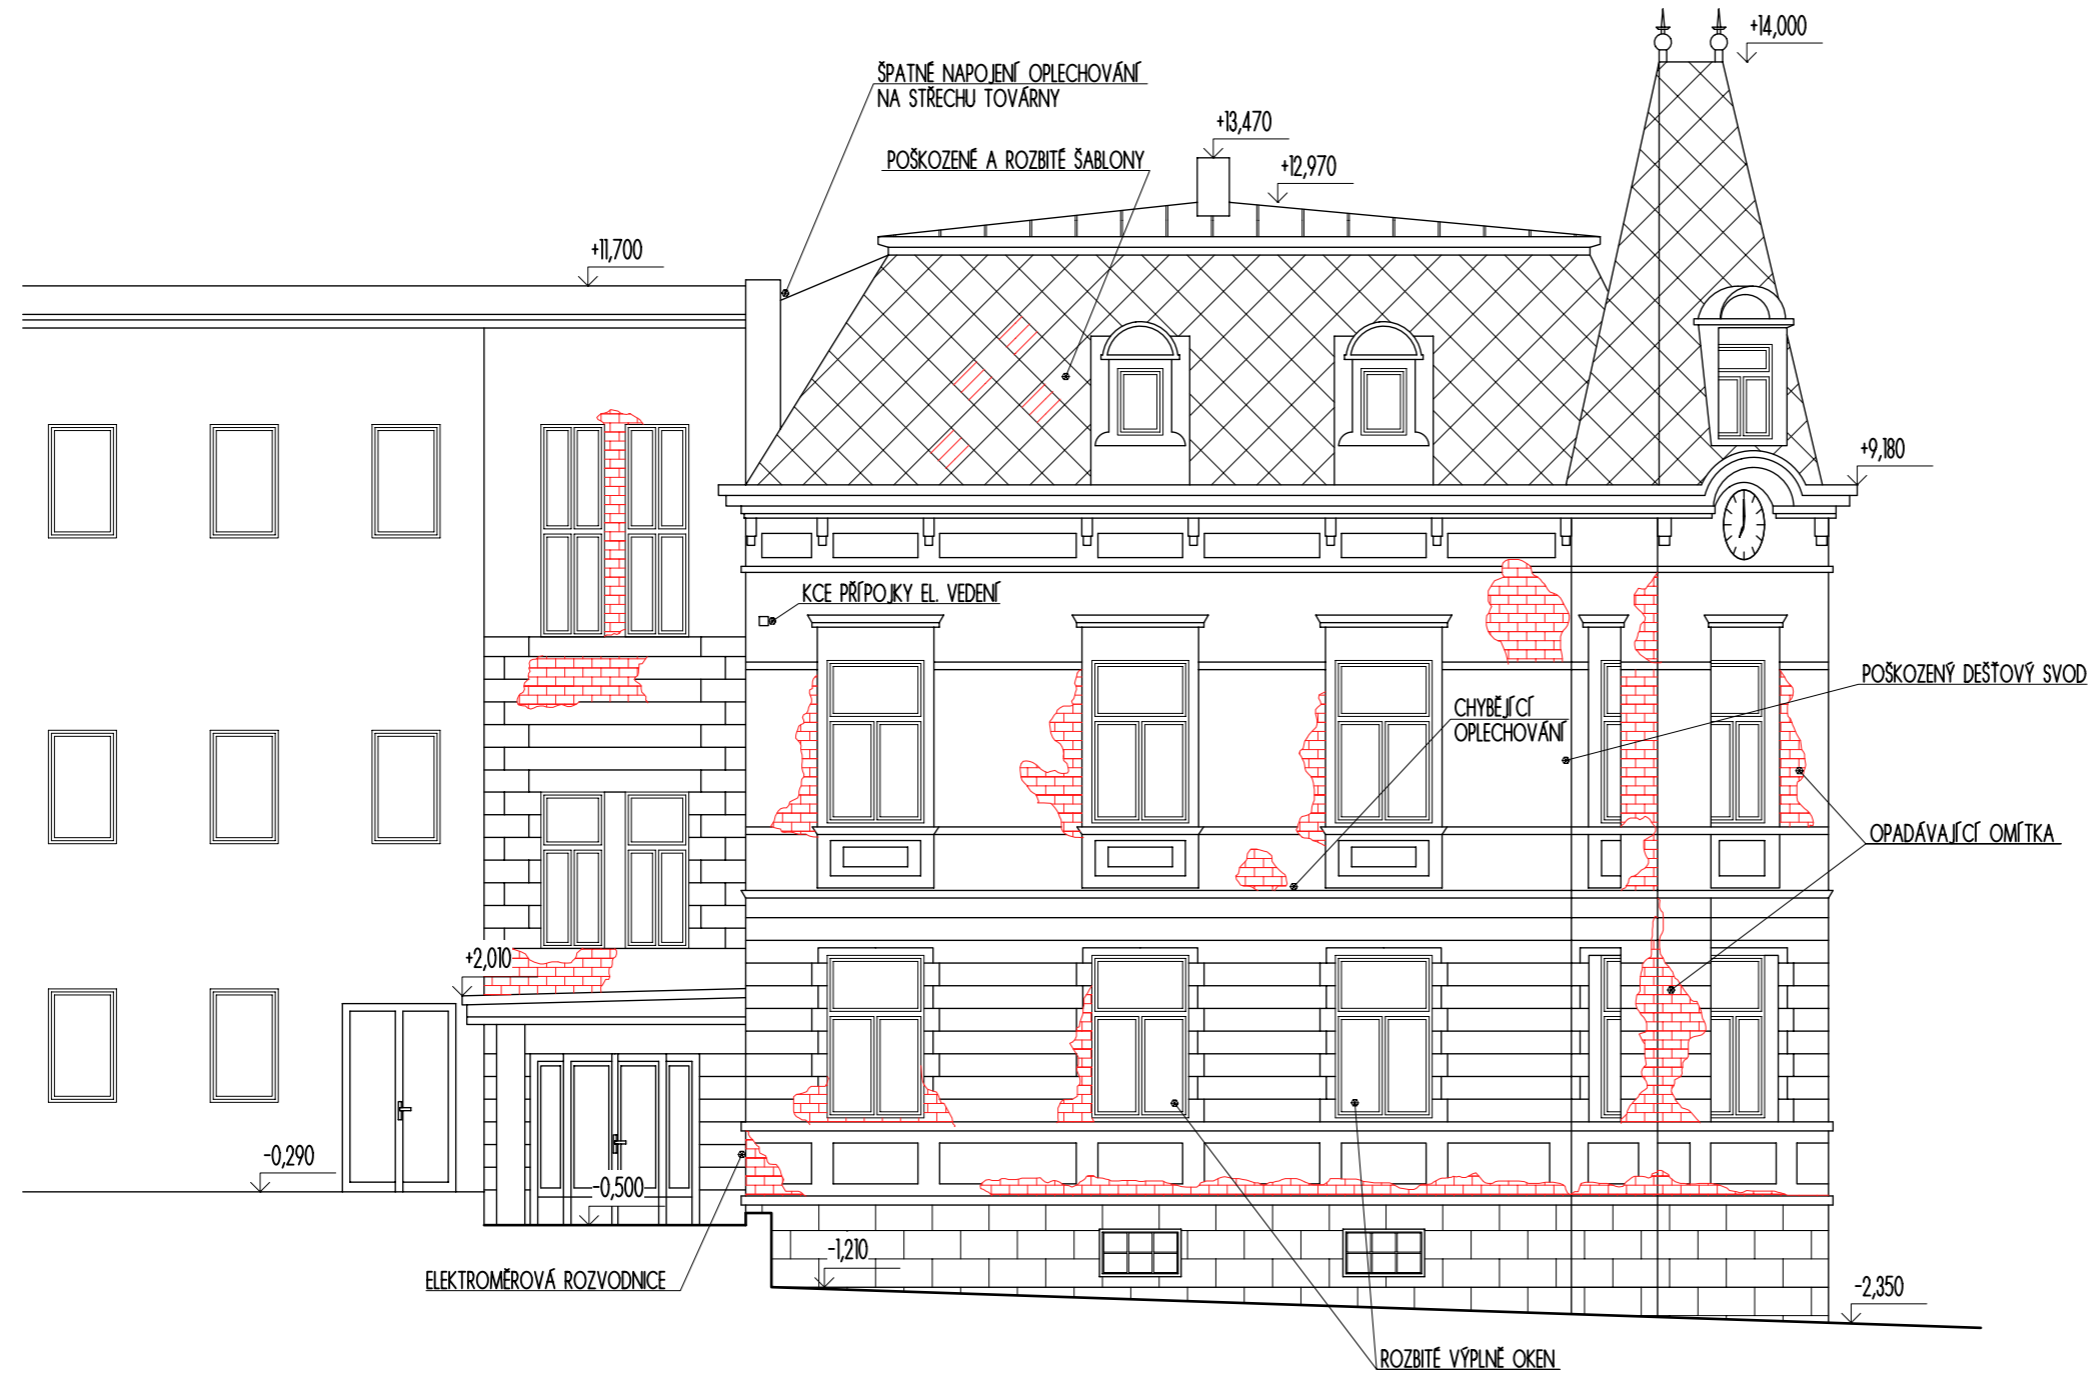 +14,000
ŠPATNÉ NAPOJENÍ OPLECHOVÁNÍ
NA STŘECHU TOVÁRNY
+13,470
POŠKOZENÉ A ROZBITÉ ŠABLONY
+12,970
+11,700
+9,180
KCE PŘÍPOJKY EL. VEDENÍ
POŠKOZENÝ DEŠŤOVÝ SVOD
CHYBĚJÍCÍ
OPLECHOVÁNÍ
OPADÁVAJÍCÍ OMÍTKA
+2,010
-0,290
-0,500
-1,210
ELEKTROMĚROVÁ ROZVODNICE
-2,350
ROZBITÉ VÝPLNĚ OKEN